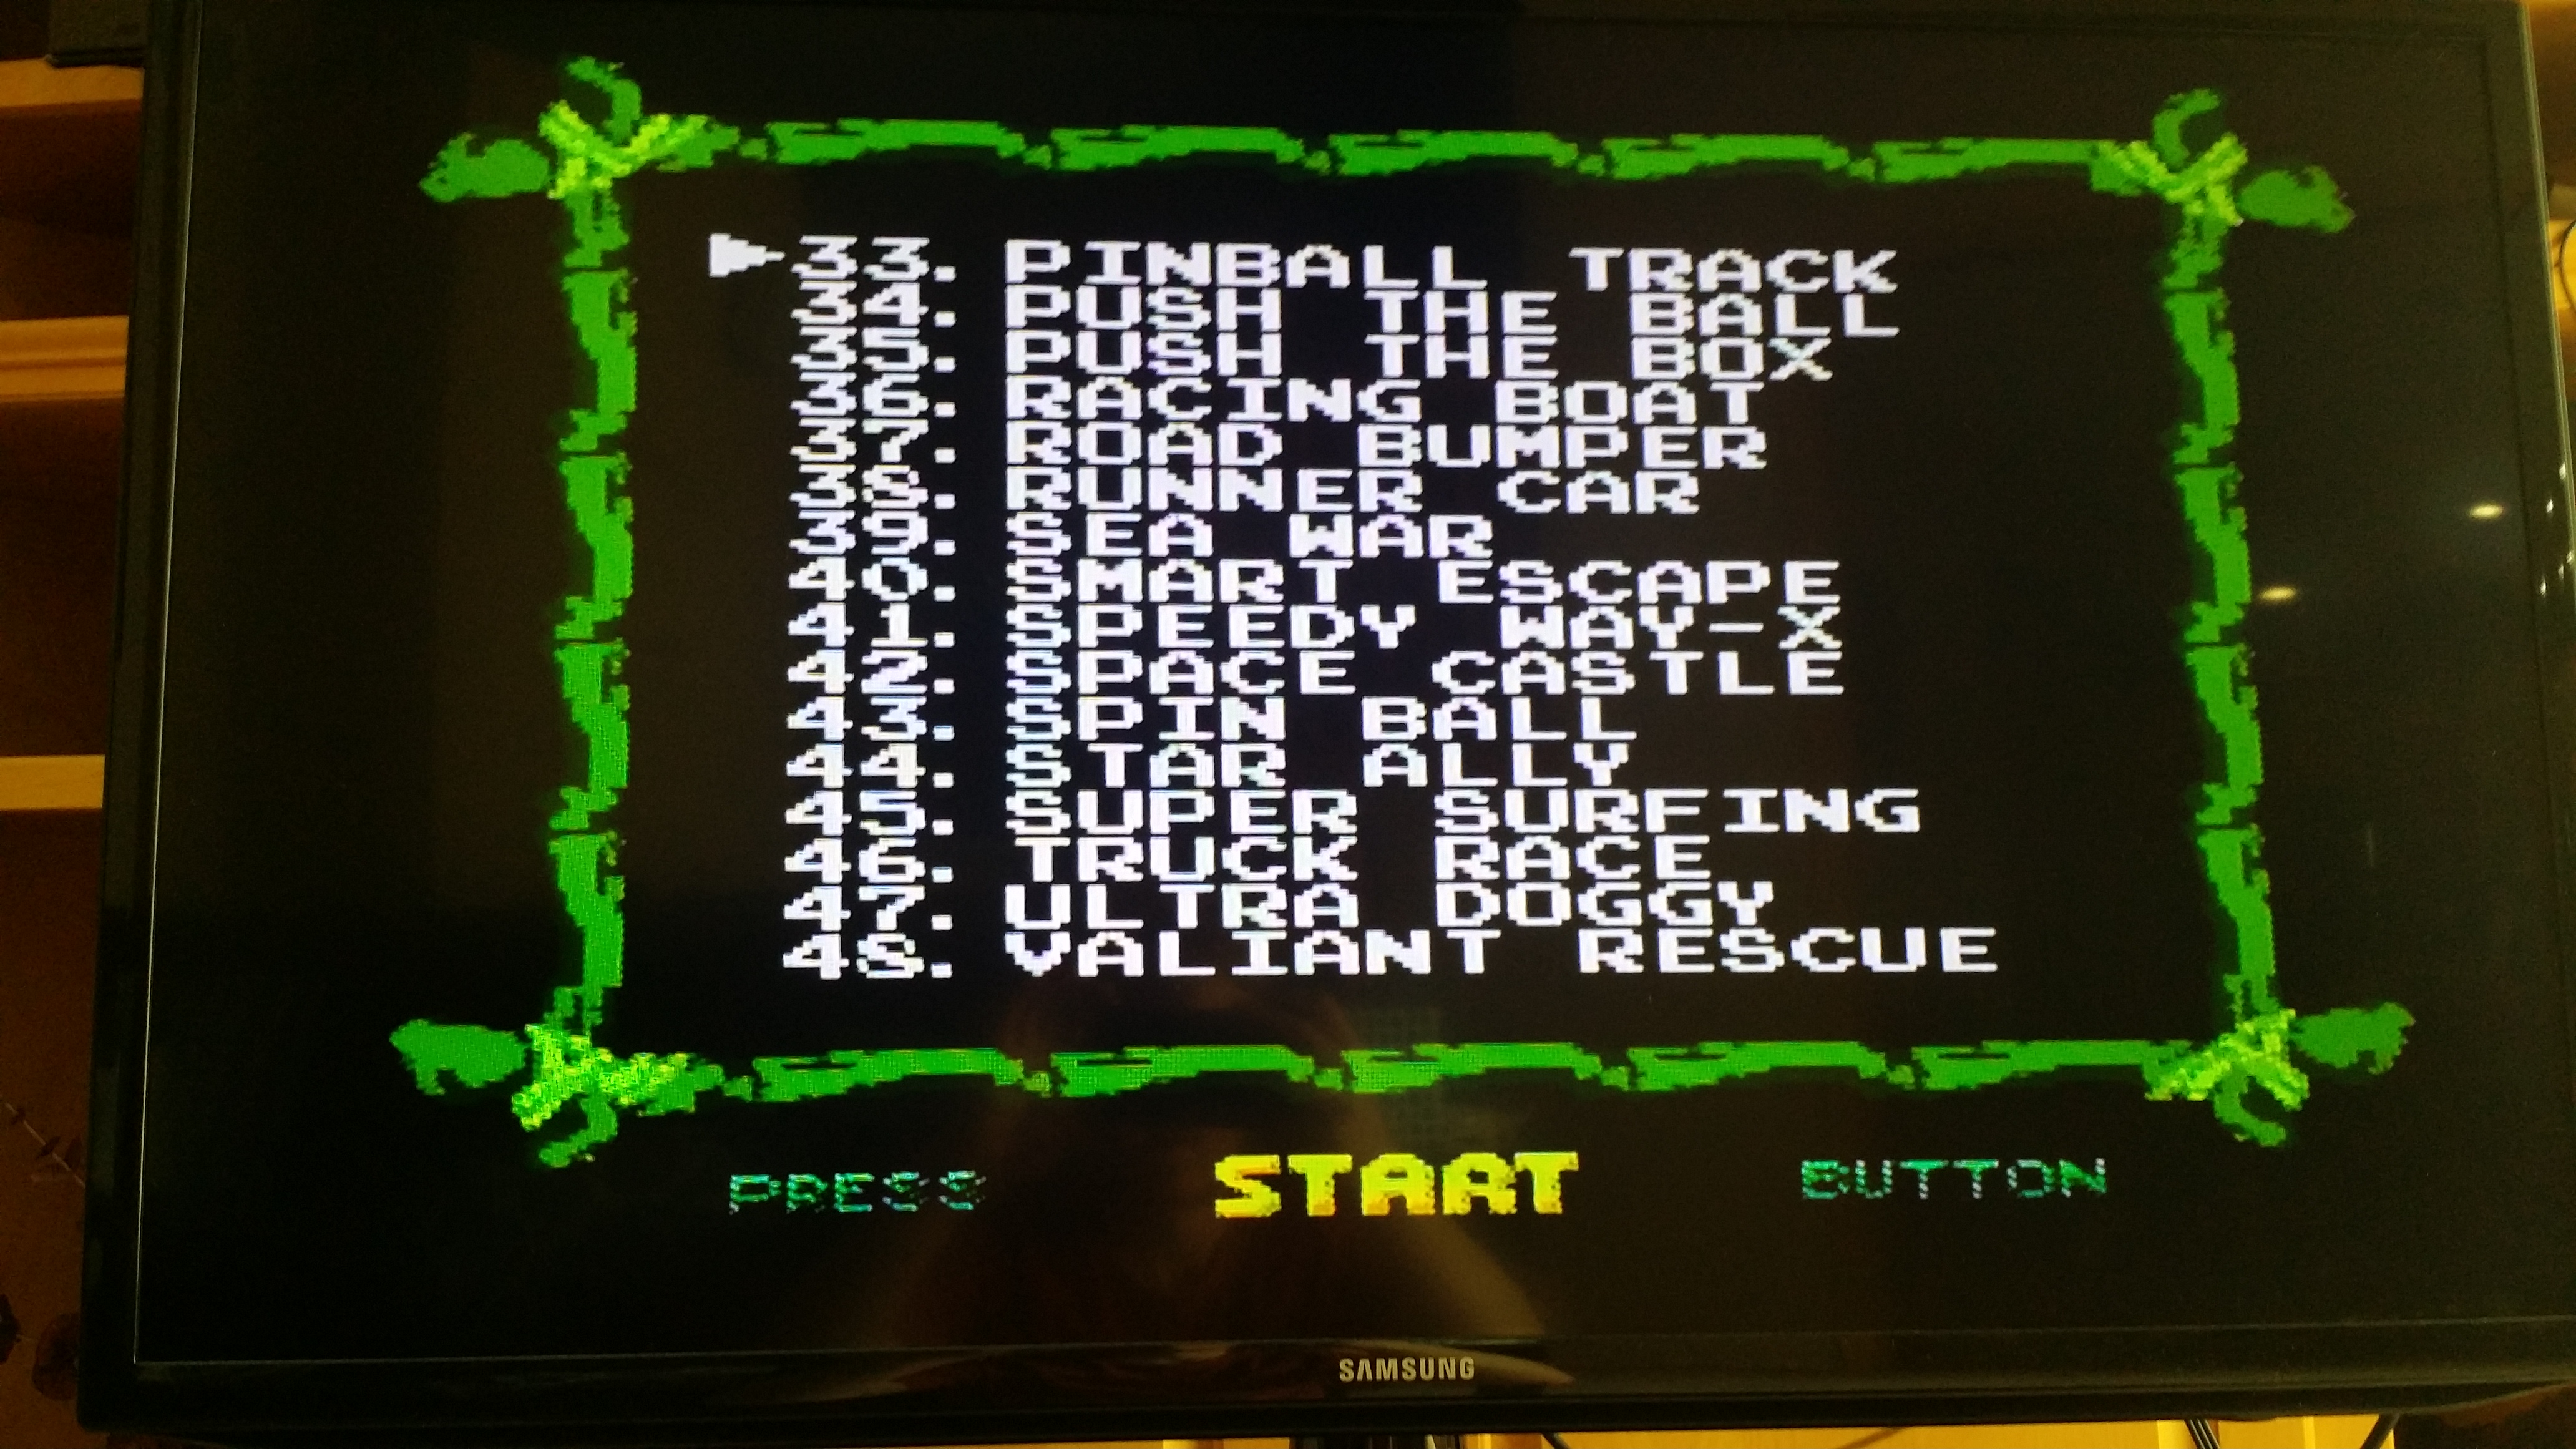 33. PINBALL TRACK
34. PUSH THE BALL
35. PUSH THE BOX
36. RACING BOAT
37. ROAD BUMPER
38. RUNNER CAR
39. SEA WAR
40. SMART ESCAPE
41. SPEEDY WAY-X
42. SPACE CASTLE
43. SPIN BALL
44. STAR ALLY
45. SUPER SURFING
46. TRUCK RACE
47. ULTRA DOGGY
48. VALIANT RESCUE
PRESS START BUTTON
SAMSUNG